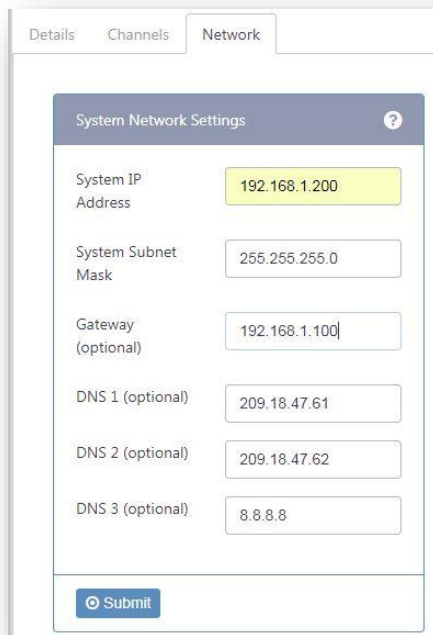 Details Channels Network
System Network Settings ?
System IP 192.168.1.200
Address
System Subnet 255.255.255.0
Mask
Gateway 192.168.1.100
(optional)
DNS 1 (optional) 209.18.47.61
DNS 2 (optional) 209.18.47.62
DNS 3 (optional) 8.8.8.8
Submit